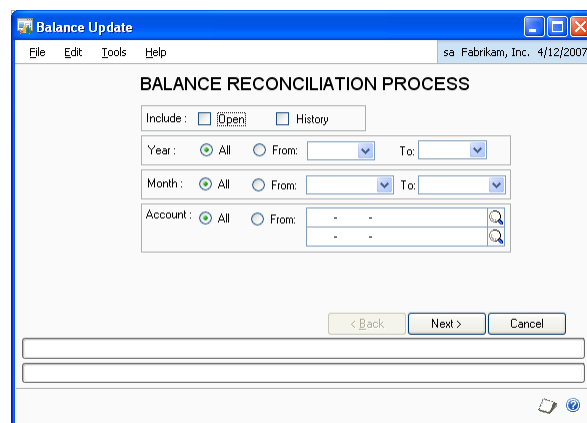 Balance Update
File Edit Tools Help sa Fabrikam, Inc. 4/12/2007
BALANCE RECONCILIATION PROCESS
Include : Open History
Year : All From: To:
Month : All From: To:
Account : All From: - -
- -
< Back Next > Cancel